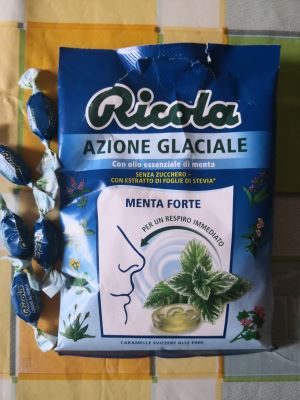 Ricola
AZIONE GLACIALE
Con olio essenziale di menta
SENZA ZUCCHERO –
CON ESTRATTO DI FOGLIE DI STEVIA*
MENTA FORTE
PER UN RESPIRO IMMEDIATO
CARAMELLE SVIZZERE ALLE ERBE
Ricola